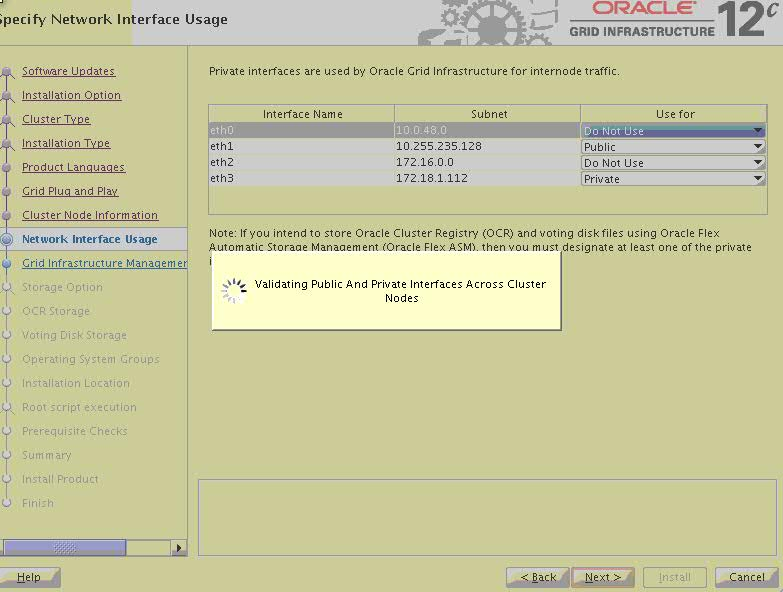 Specify Network Interface Usage
ORACLE
GRID INFRASTRUCTURE
12c
Software Updates
Installation Option
Cluster Type
Installation Type
Product Languages
Grid Plug and Play
Cluster Node Information
Network Interface Usage
Grid Infrastructure Managemen
Storage Option
OCR Storage
Voting Disk Storage
Operating System Groups
Installation Location
Root script execution
Prerequisite Checks
Summary
Install Product
Finish
Private interfaces are used by Oracle Grid Infrastructure for internode traffic.
Interface Name Subnet Use for
eth0 10.0.48.0 Do Not Use
eth1 10.255.235.128 Public
eth2 172.16.0.0 Do Not Use
eth3 172.18.1.112 Private
Note: If you intend to store Oracle Cluster Registry (OCR) and voting disk files using Oracle Flex
Automatic Storage Management (Oracle Flex ASM), then you must designate at least one of the private
Validating Public And Private Interfaces Across Cluster
Nodes
Help
< Back
Next >
Install
Cancel